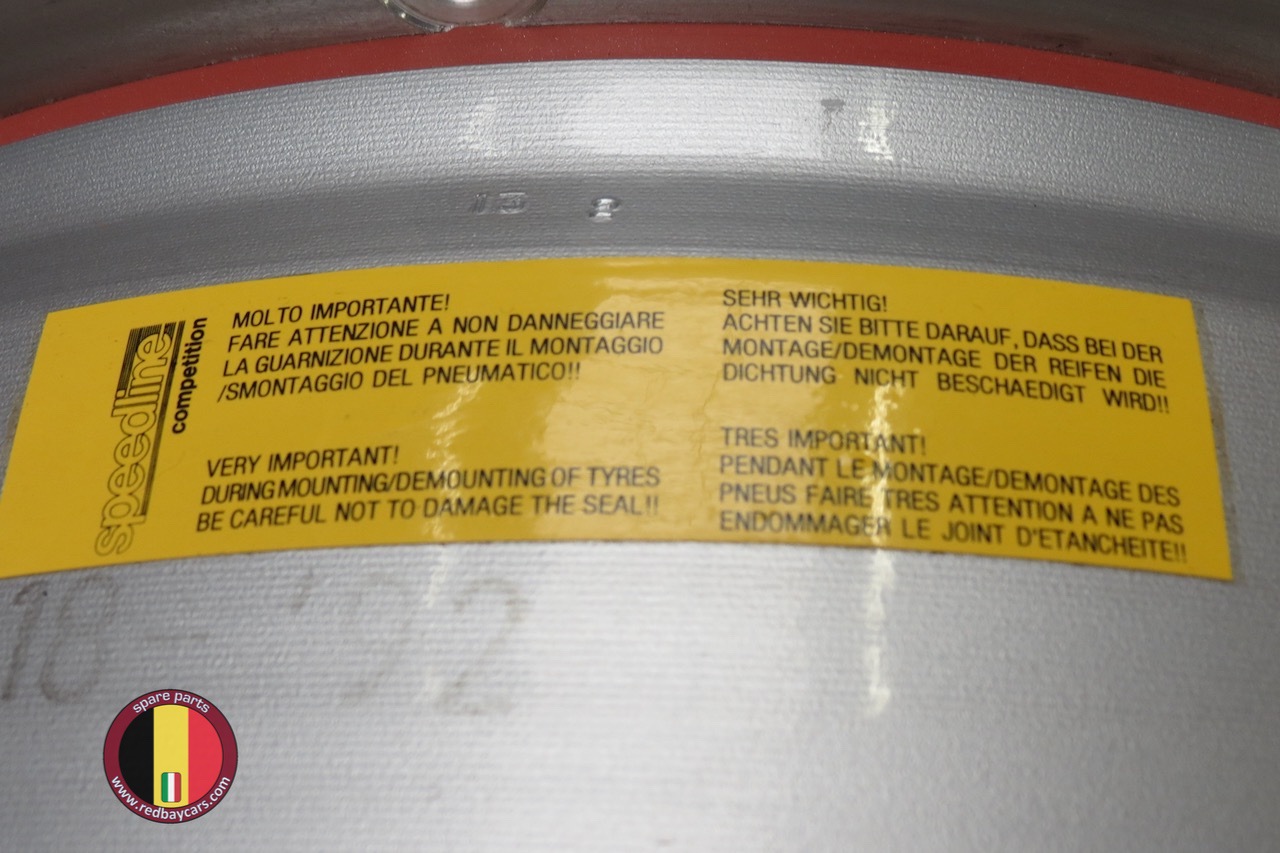 speedline
competition
MOLTO IMPORTANTE!
FARE ATTENZIONE A NON DANNEGGIARE
LA GUARNIZIONE DURANTE IL MONTAGGIO
/SMONTAGGIO DEL PNEUMATICO!!
VERY IMPORTANT!
DURING MOUNTING/DEMOUNTING OF TYRES
BE CAREFUL NOT TO DAMAGE THE SEAL!!
SEHR WICHTIG!
ACHTEN SIE BITTE DARAUF, DASS BEI DER
MONTAGE/DEMONTAGE DER REIFEN DIE
DICHTUNG NICHT BESCHAEDIGT WIRD!!
TRES IMPORTANT!
PENDANT LE MONTAGE/DEMONTAGE DES
PNEUS FAIRE TRES ATTENTION A NE PAS
ENDOMMAGER LE JOINT D'ETANCHEITE!!
spare parts
www.redbaycars.com